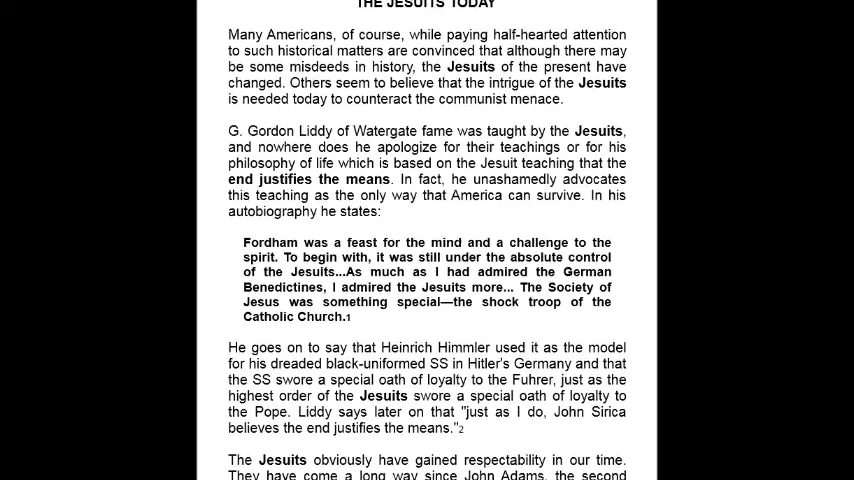 THE JESUITS TODAY
Many Americans, of course, while paying half-hearted attention
to such historical matters are convinced that although there may
be some misdeeds in history, the Jesuits of the present have
changed. Others seem to believe that the intrigue of the Jesuits
is needed today to counteract the communist menace.
G. Gordon Liddy of Watergate fame was taught by the Jesuits,
and nowhere does he apologize for their teachings or for his
philosophy of life which is based on the Jesuit teaching that the
end justifies the means. In fact, he unashamedly advocates
this teaching as the only way that America can survive. In his
autobiography he states:
Fordham was a feast for the mind and a challenge to the
spirit. To begin with, it was still under the absolute control
of the Jesuits...As much as I had admired the German
Benedictines, I admired the Jesuits more... The Society of
Jesus was something special—the shock troop of the
Catholic Church.1
He goes on to say that Heinrich Himmler used it as the model
for his dreaded black-uniformed SS in Hitler's Germany and that
the SS swore a special oath of loyalty to the Fuhrer, just as the
highest order of the Jesuits swore a special oath of loyalty to
the Pope. Liddy says later on that "just as I do, John Sirica
believes the end justifies the means."2
The Jesuits obviously have gained respectability in our time.
They have come a long way since John Adams, the second